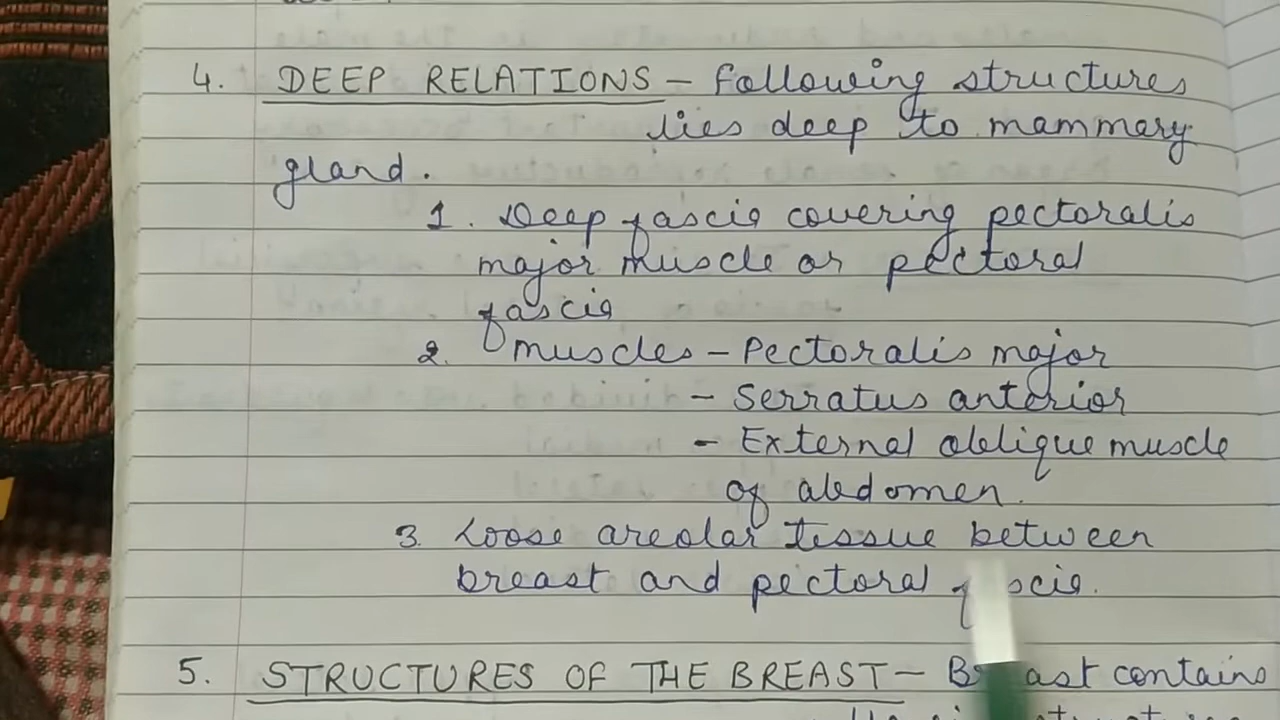 4. DEEP RELATIONS - Following structures
lies deep to mammary
gland.
1. Deep fascia covering pectoralis
major muscle or pectoral
fascia
2. Muscles - Pectoralis major
- Serratus anterior
- External oblique muscle
of abdomen.
3. Loose areolar tissue between
breast and pectoral
5. STRUCTURES OF THE BREAST - Breast contains